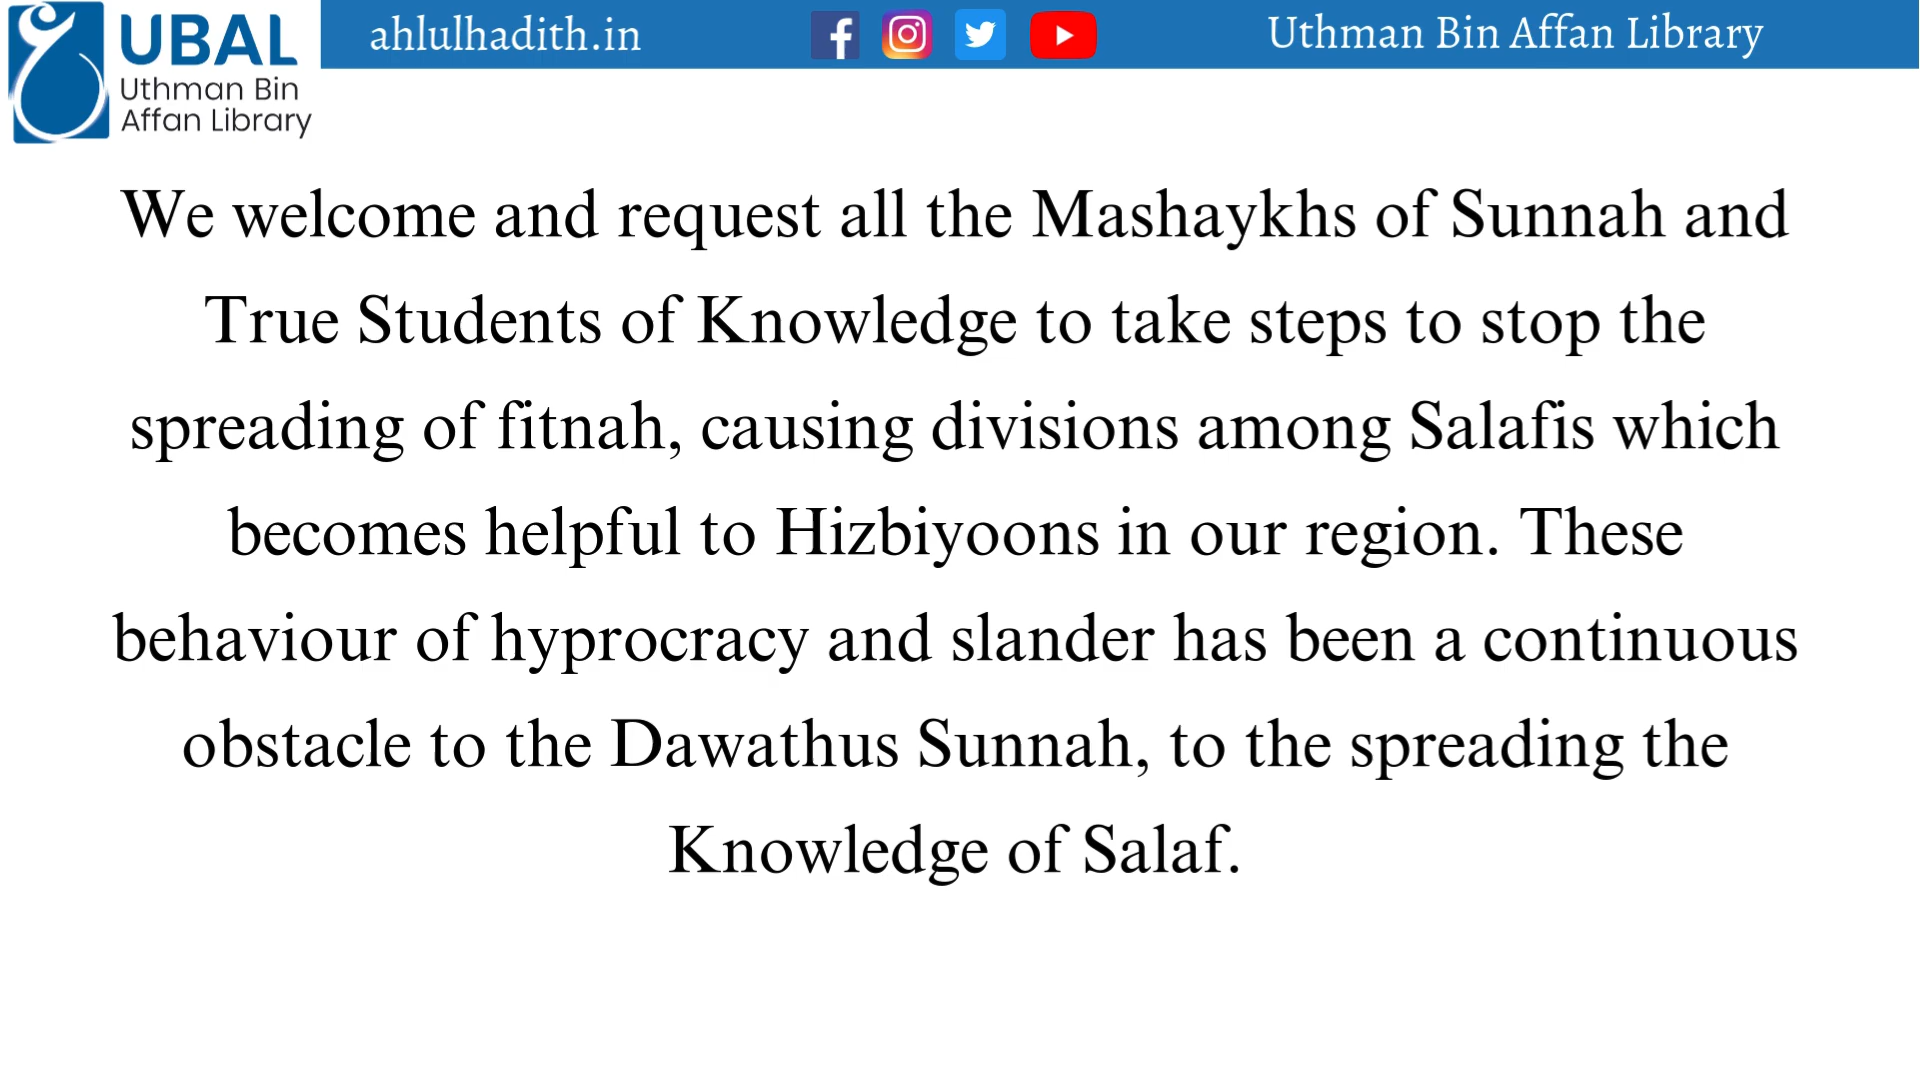 UBAL
Uthman Bin
Affan Library
ahlulhadith.in
Uthman Bin Affan Library
We welcome and request all the Mashaykhs of Sunnah and
True Students of Knowledge to take steps to stop the
spreading of fitnah, causing divisions among Salafis which
becomes helpful to Hizbiyoons in our region. These
behaviour of hyprocracy and slander has been a continuous
obstacle to the Dawathus Sunnah, to the spreading the
Knowledge of Salaf.